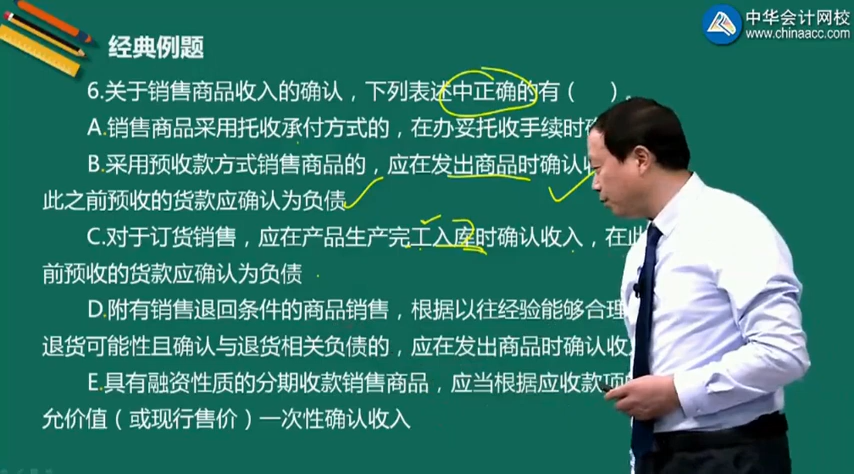 中华会计网校
www.chinaacc.com
经典例题
6.关于销售商品收入的确认，下列表述中正确的有（ ）。
A.销售商品采用托收承付方式的，在办妥托收手续时确
B.采用预收款方式销售商品的，应在发出商品时确认收
此之前预收的货款应确认为负债
C.对于订货销售，应在产品生产完工入库时确认收入，在此
前预收的货款应确认为负债
D.附有销售退回条件的商品销售，根据以往经验能够合理
退货可能性且确认与退货相关负债的，应在发出商品时确认收
E.具有融资性质的分期收款销售商品，应当根据应收款项
允价值（或现行售价）一次性确认收入